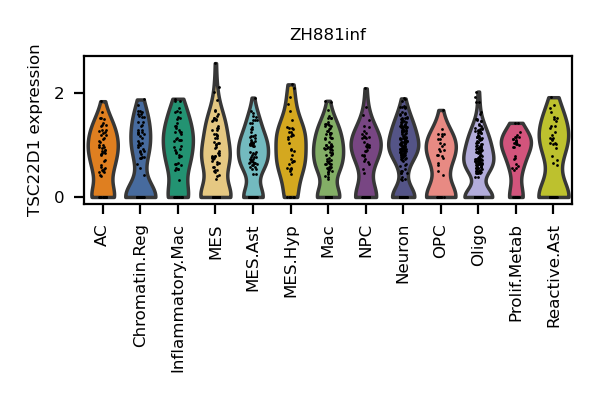 ZH881inf
TSC22D1 expression
2
0
AC
Chromatin.Reg
Inflammatory.Mac
MES
MES.Ast
MES.Hyp
Mac
NPC
Neuron
OPC
Oligo
Prolif.Metab
Reactive.Ast